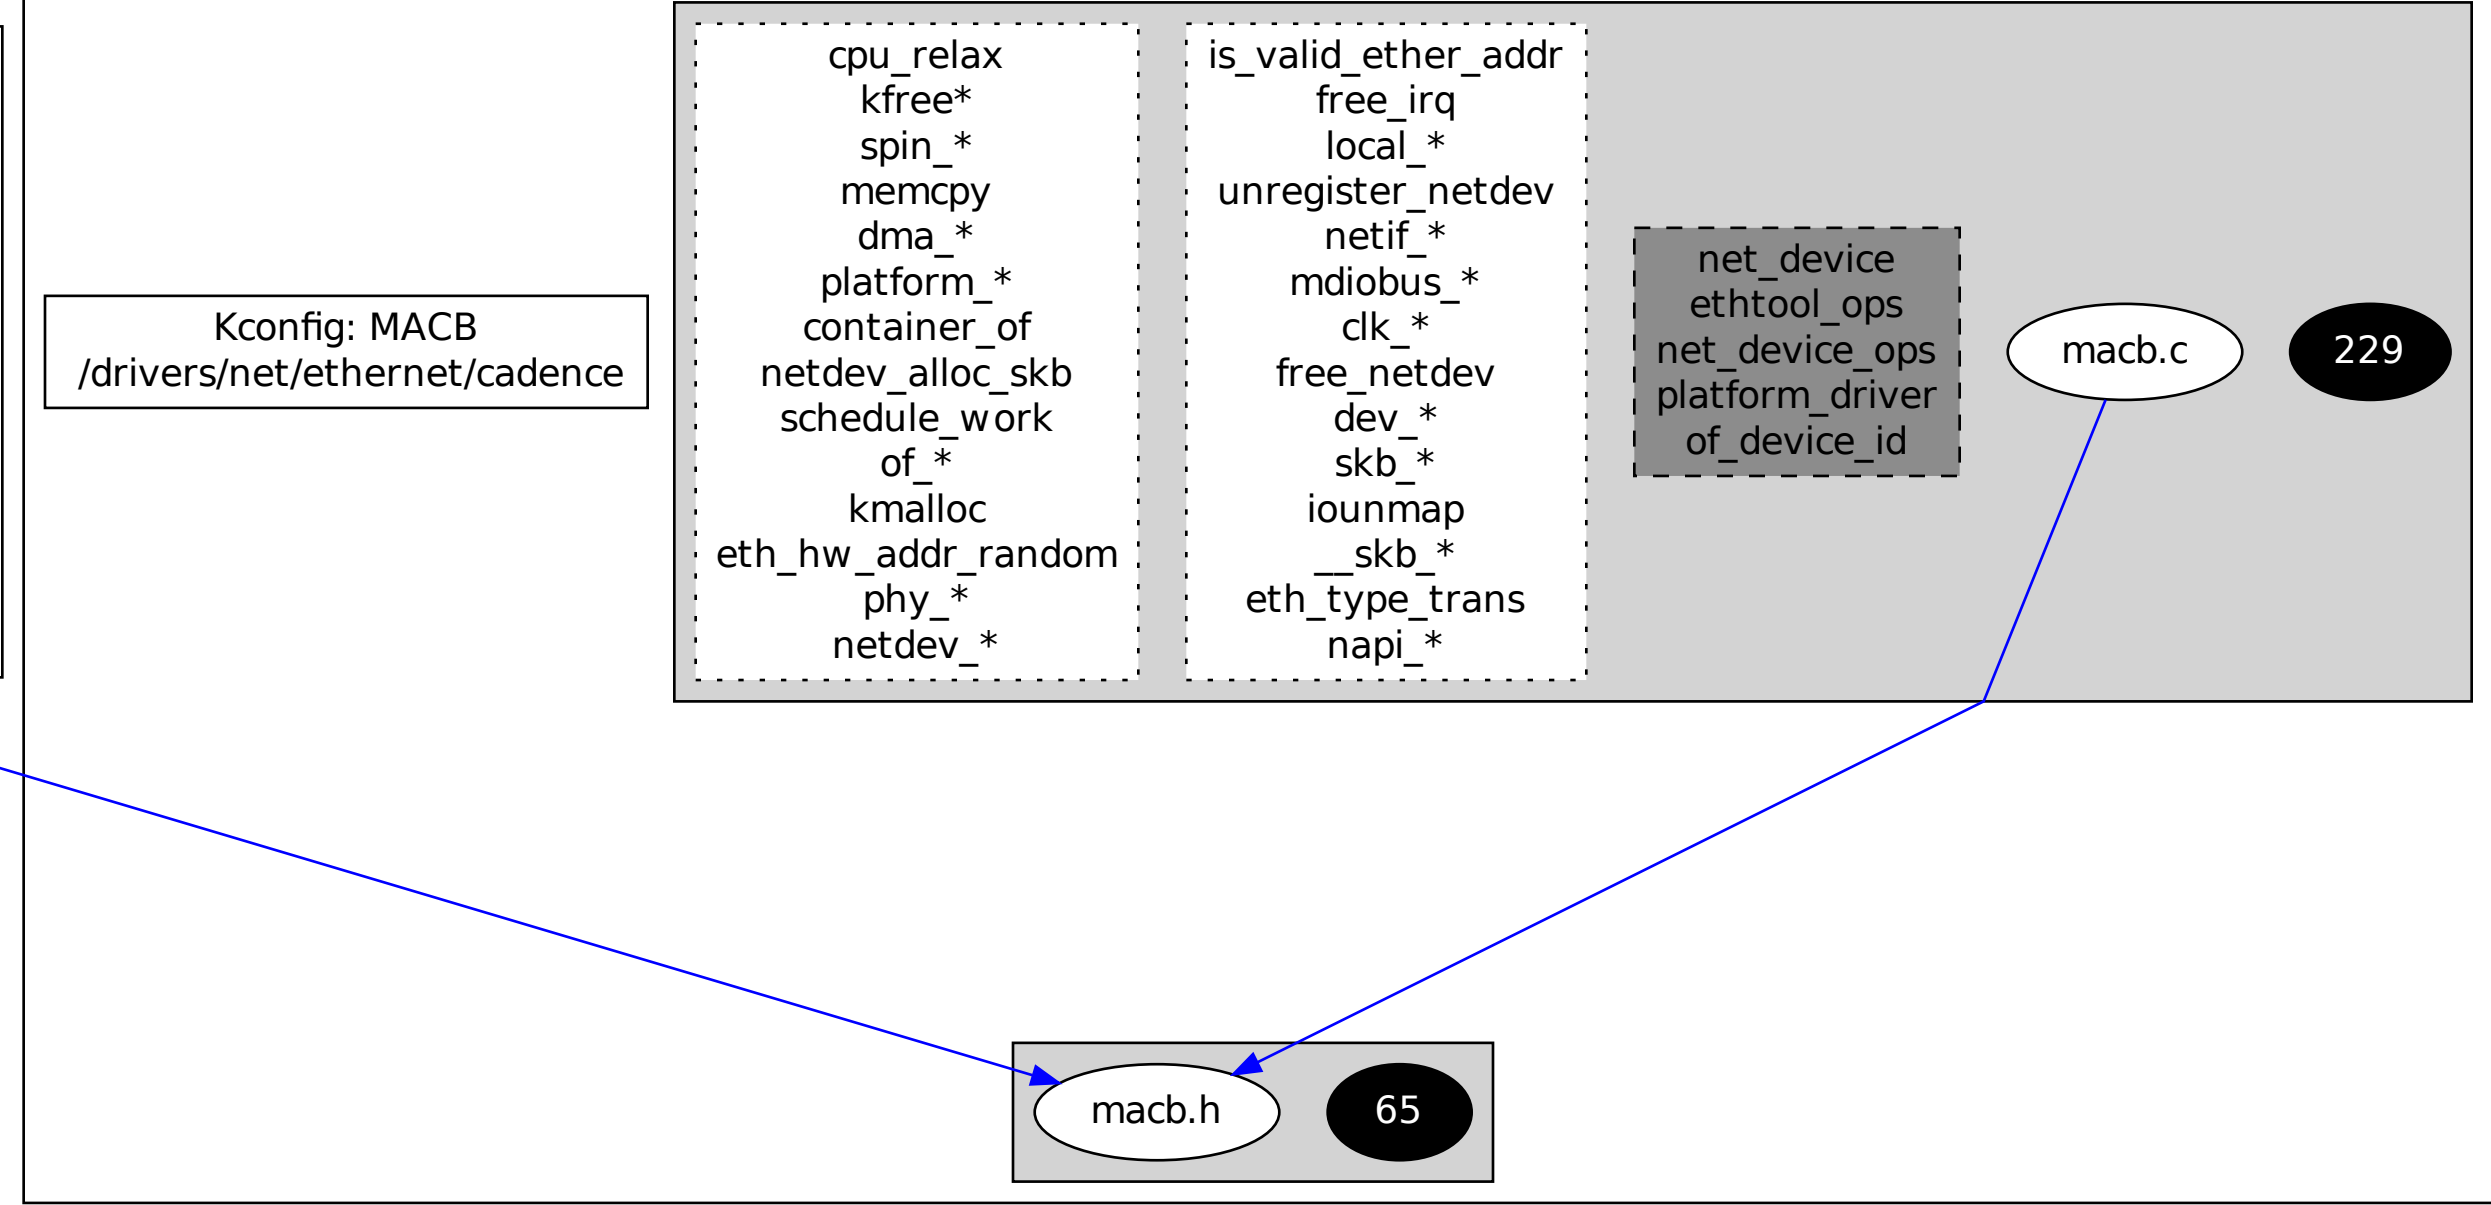 Kconfig: MACB
/drivers/net/ethernet/cadence
cpu_relax
kfree*
spin_*
memcpy
dma_*
platform_*
container_of
netdev_alloc_skb
schedule_work
of_*
kmalloc
eth_hw_addr_random
phy_*
netdev_*
is_valid_ether_addr
free_irq
local_*
unregister_netdev
netif_*
mdiobus_*
clk_*
free_netdev
dev_*
skb_*
iounmap
__skb_*
eth_type_trans
napi_*
net_device
ethtool_ops
net_device_ops
platform_driver
of_device_id
macb.c
229
macb.h
65